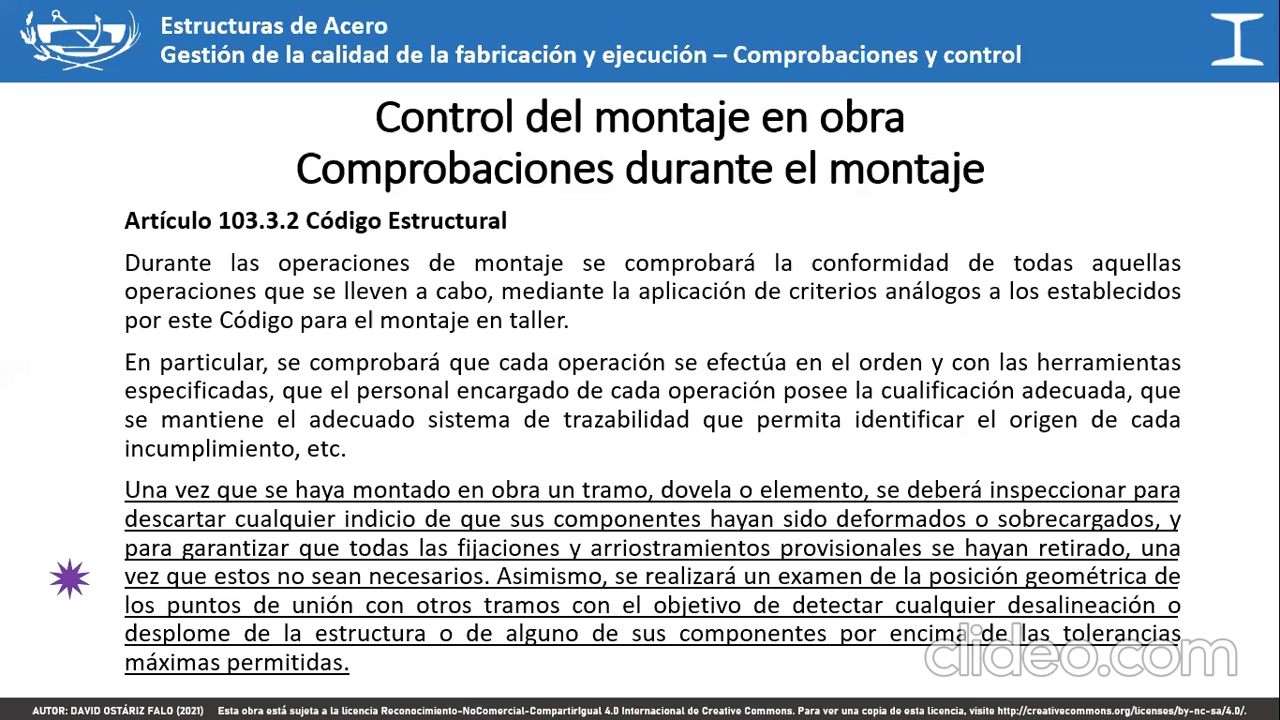 Estructuras de Acero
Gestión de la calidad de la fabricación y ejecución – Comprobaciones y control
Control del montaje en obra
Comprobaciones durante el montaje
Artículo 103.3.2 Código Estructural
Durante las operaciones de montaje se comprobará la conformidad de todas aquellas
operaciones que se lleven a cabo, mediante la aplicación de criterios análogos a los establecidos
por este Código para el montaje en taller.
En particular, se comprobará que cada operación se efectúa en el orden y con las herramientas
especificadas, que el personal encargado de cada operación posee la cualificación adecuada, que
se mantiene el adecuado sistema de trazabilidad que permita identificar el origen de cada
incumplimiento, etc.
Una vez que se haya montado en obra un tramo, dovela o elemento, se deberá inspeccionar para
descartar cualquier indicio de que sus componentes hayan sido deformados o sobrecargados, y
para garantizar que todas las fijaciones y arriostramientos provisionales se hayan retirado, una
vez que estos no sean necesarios. Asimismo, se realizará un examen de la posición geométrica de
los puntos de unión con otros tramos con el objetivo de detectar cualquier desalineación o
desplome de la estructura o de alguno de sus componentes por encima de las tolerancias
máximas permitidas.
clideo.com
AUTOR: DAVID OSTÁRIZ FALO (2021) Esta obra está sujeta a la licencia Reconocimiento-NoComercial-CompartirIgual 4.0 Internacional de Creative Commons. Para ver una copia de esta licencia, visite http://creativecommons.org/licenses/by-nc-sa/4.0/.